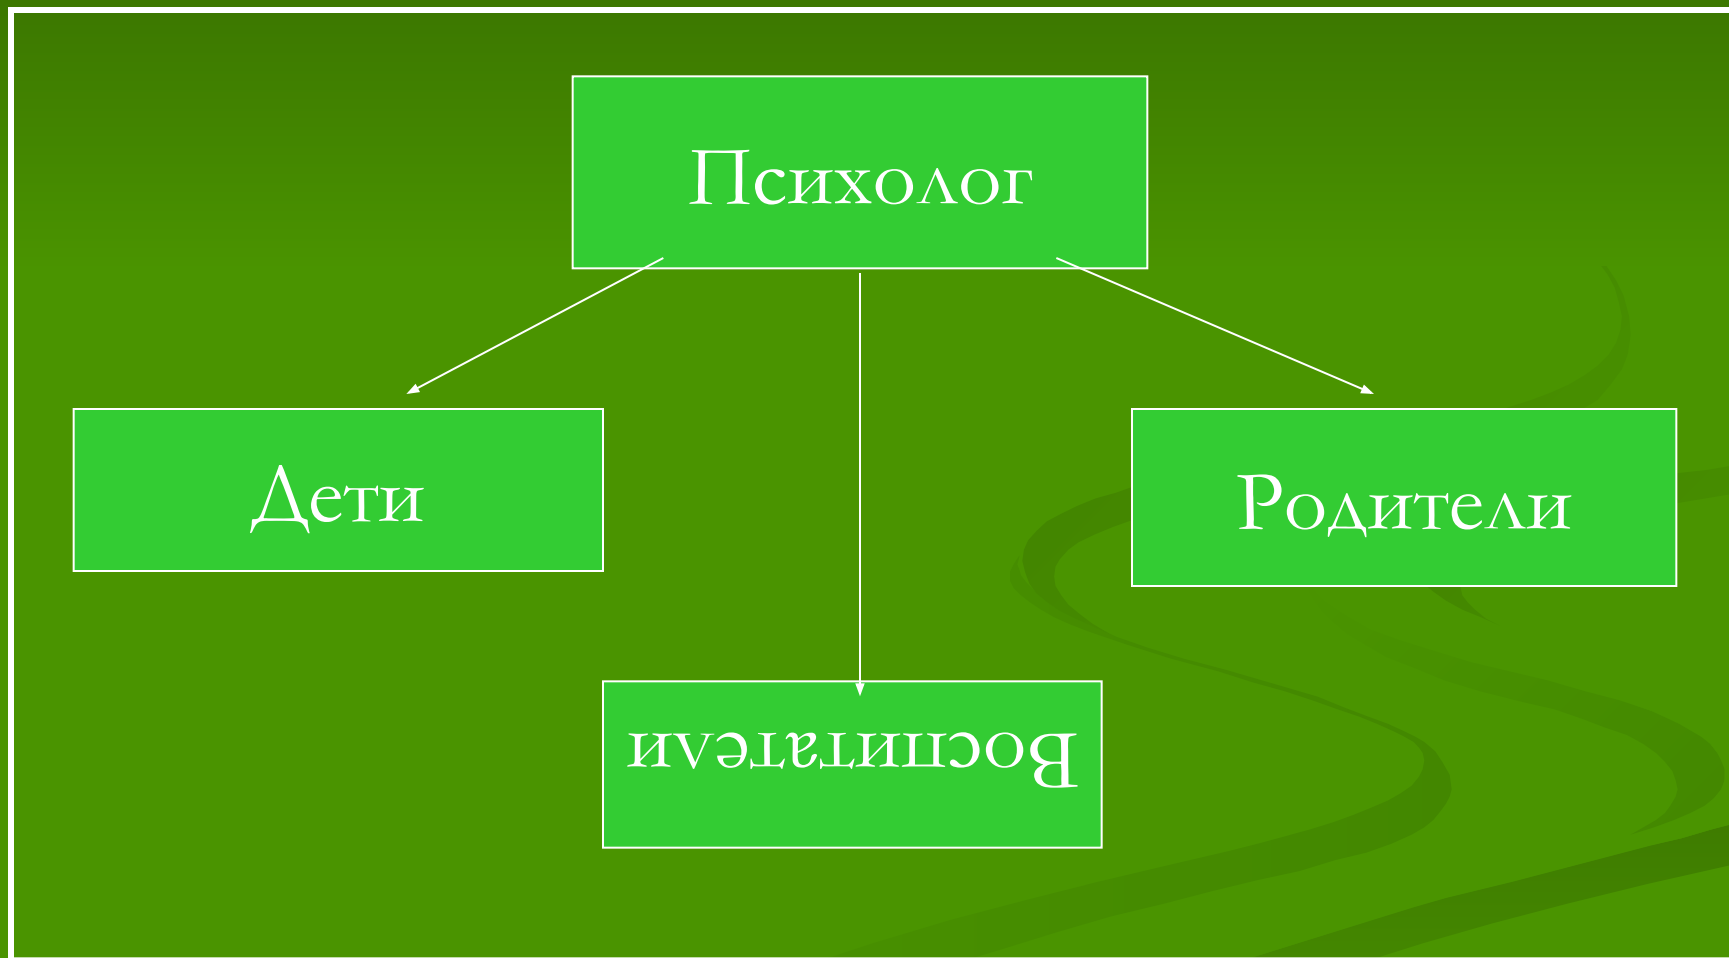 Психолог
Дети
Родители
Воспитатели